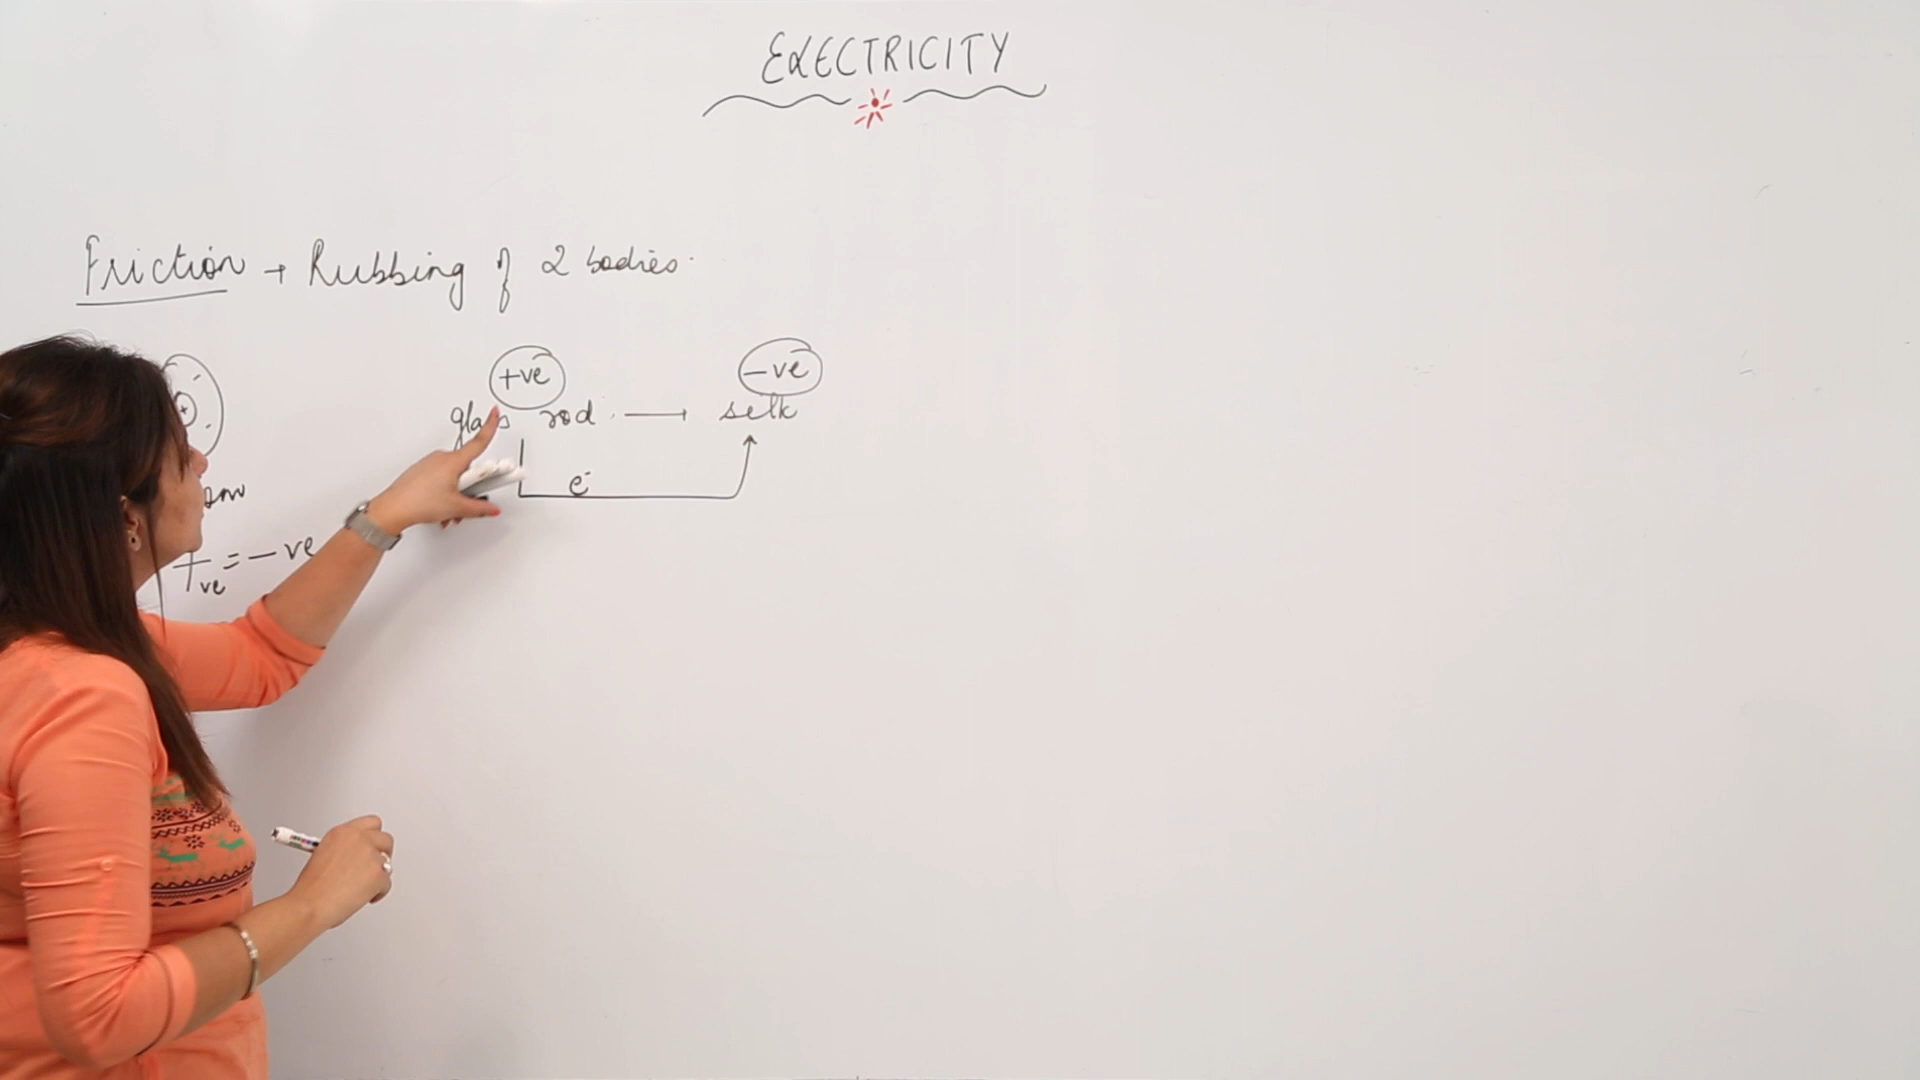 ELECTRICITY
Friction → Rubbing of 2 bodies.
+ve -ve
glass rod → silk
e⁻
+ve = -ve